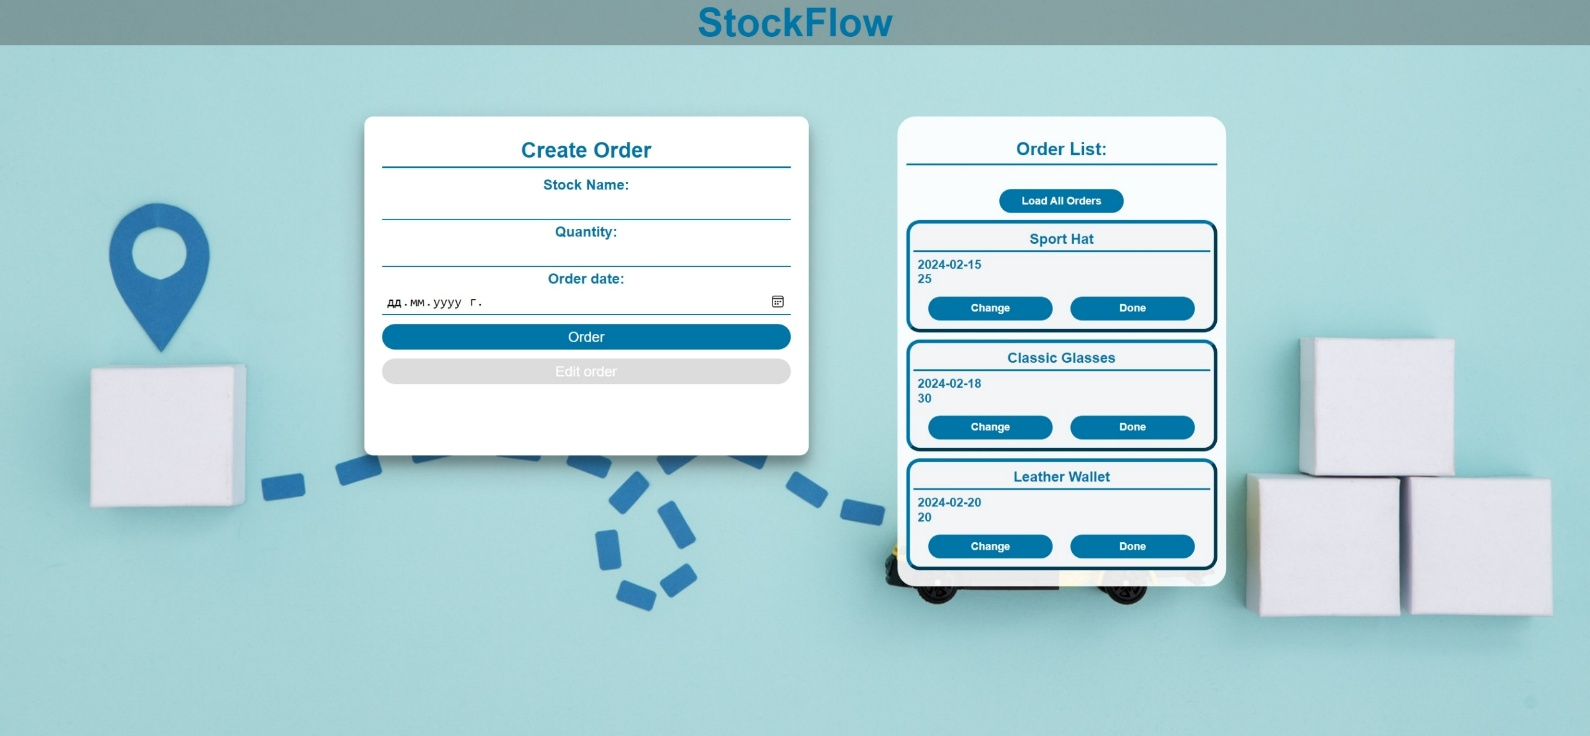 StockFlow
Create Order
Stock Name:
Quantity:
Order date:
дд.мм.уууу г.
Order
Edit order
Order List:
Load All Orders
Sport Hat
2024-02-15
25
Change Done
Classic Glasses
2024-02-18
30
Change Done
Leather Wallet
2024-02-20
20
Change Done